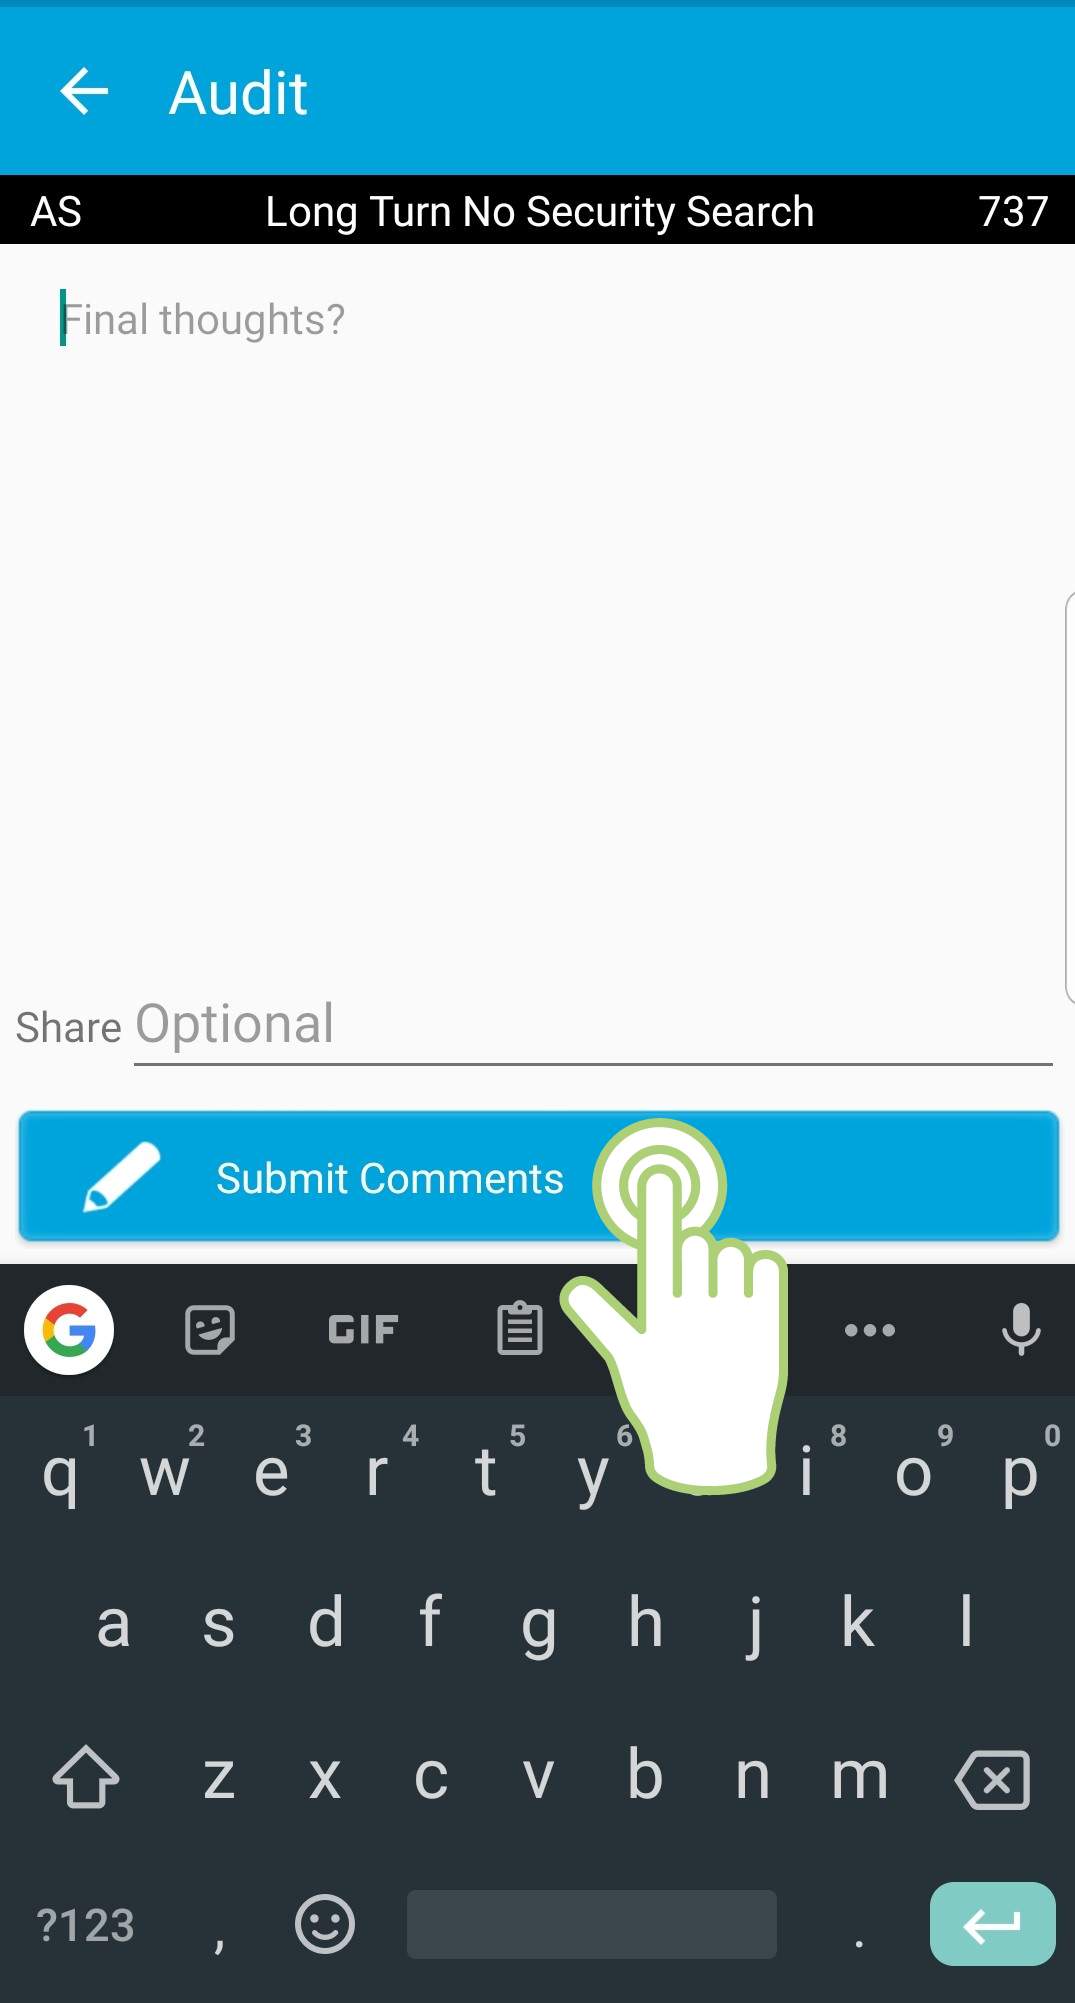 Audit
AS Long Turn No Security Search 737
Final thoughts?
Share Optional
Submit Comments
G GIF
1 2 3 4 5 6 8 9 0
q w e r t y i o p
a s d f g h j k l
z x c v b n m
?123 , .